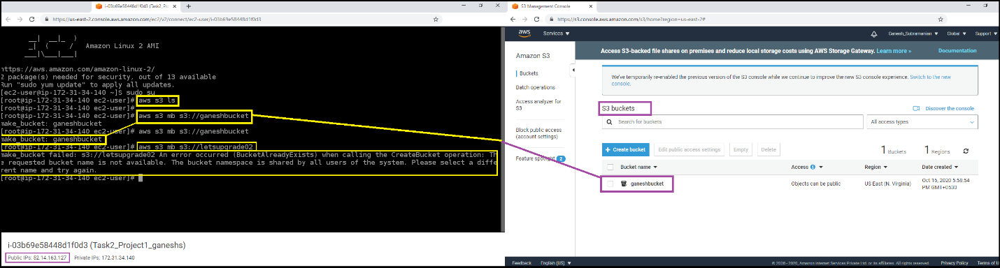 i-03b69e58448d1f0d3 (Task2_Proj
https://us-east-2.console.aws.amazon.com/ec2/v2/connect/ec2-user/i-03b69e58448d1f0d3
__|  __|_  )
_|  (     /   Amazon Linux 2 AMI
___|\___|___|
https://aws.amazon.com/amazon-linux-2/
2 package(s) needed for security, out of 13 available
Run "sudo yum update" to apply all updates.
[ec2-user@ip-172-31-34-140 ~]$ sudo su
[root@ip-172-31-34-140 ec2-user]# aws s3 ls
[root@ip-172-31-34-140 ec2-user]#
[root@ip-172-31-34-140 ec2-user]# aws s3 mb s3://ganeshbucket
make_bucket: ganeshbucket
[root@ip-172-31-34-140 ec2-user]# aws s3 mb s3://ganeshbucket
make_bucket: ganeshbucket
[root@ip-172-31-34-140 ec2-user]# aws s3 mb s3://letsupgrade02
make_bucket failed: s3://letsupgrade02 An error occurred (BucketAlreadyExists) when calling the CreateBucket operation: Th
e requested bucket name is not available. The bucket namespace is shared by all users of the system. Please select a diffe
rent name and try again.
[root@ip-172-31-34-140 ec2-user]#
i-03b69e58448d1f0d3 (Task2_Project1_ganeshs)
Public IPs: 52.14.163.127 Private IPs: 172.31.34.140
S3 Management Console
https://s3.console.aws.amazon.com/s3/home?region=us-east-2#
aws Services Ganesh_Subramanian Global Support
Amazon S3
Buckets
Batch operations
Access analyzer for
S3
Block public access
(account settings)
Feature spotlight 2
Access S3-backed file shares on premises and reduce local storage costs using AWS Storage Gateway. Learn more » Documentation
We've temporarily re-enabled the previous version of the S3 console while we continue to improve the new S3 console experience. Switch to the new
console.
S3 buckets
Discover the console
Search for buckets All access types
+ Create bucket Edit public access settings Empty Delete 1 Buckets 1 Regions
Bucket name Access Region Date created
ganeshbucket Objects can be public US East (N. Virginia) Oct 16, 2020 5:58:54
PM GMT+0530
Feedback English (US) © 2008 - 2020, Amazon Internet Services Private Ltd. or its affiliates. All rights reserved. Privacy Policy Terms of U